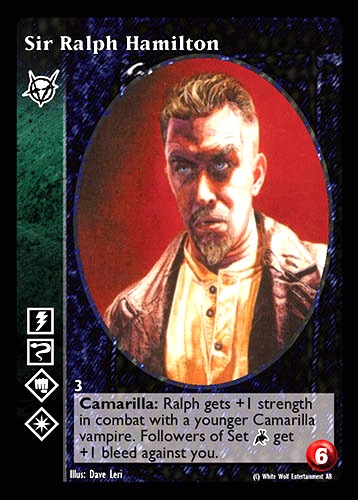 Sir Ralph Hamilton
3
Camarilla: Ralph gets +1 strength
in combat with a younger Camarilla
vampire. Followers of Set get
+1 bleed against you.
6
Illus: Dave Leri (C) White Wolf Entertainment AB